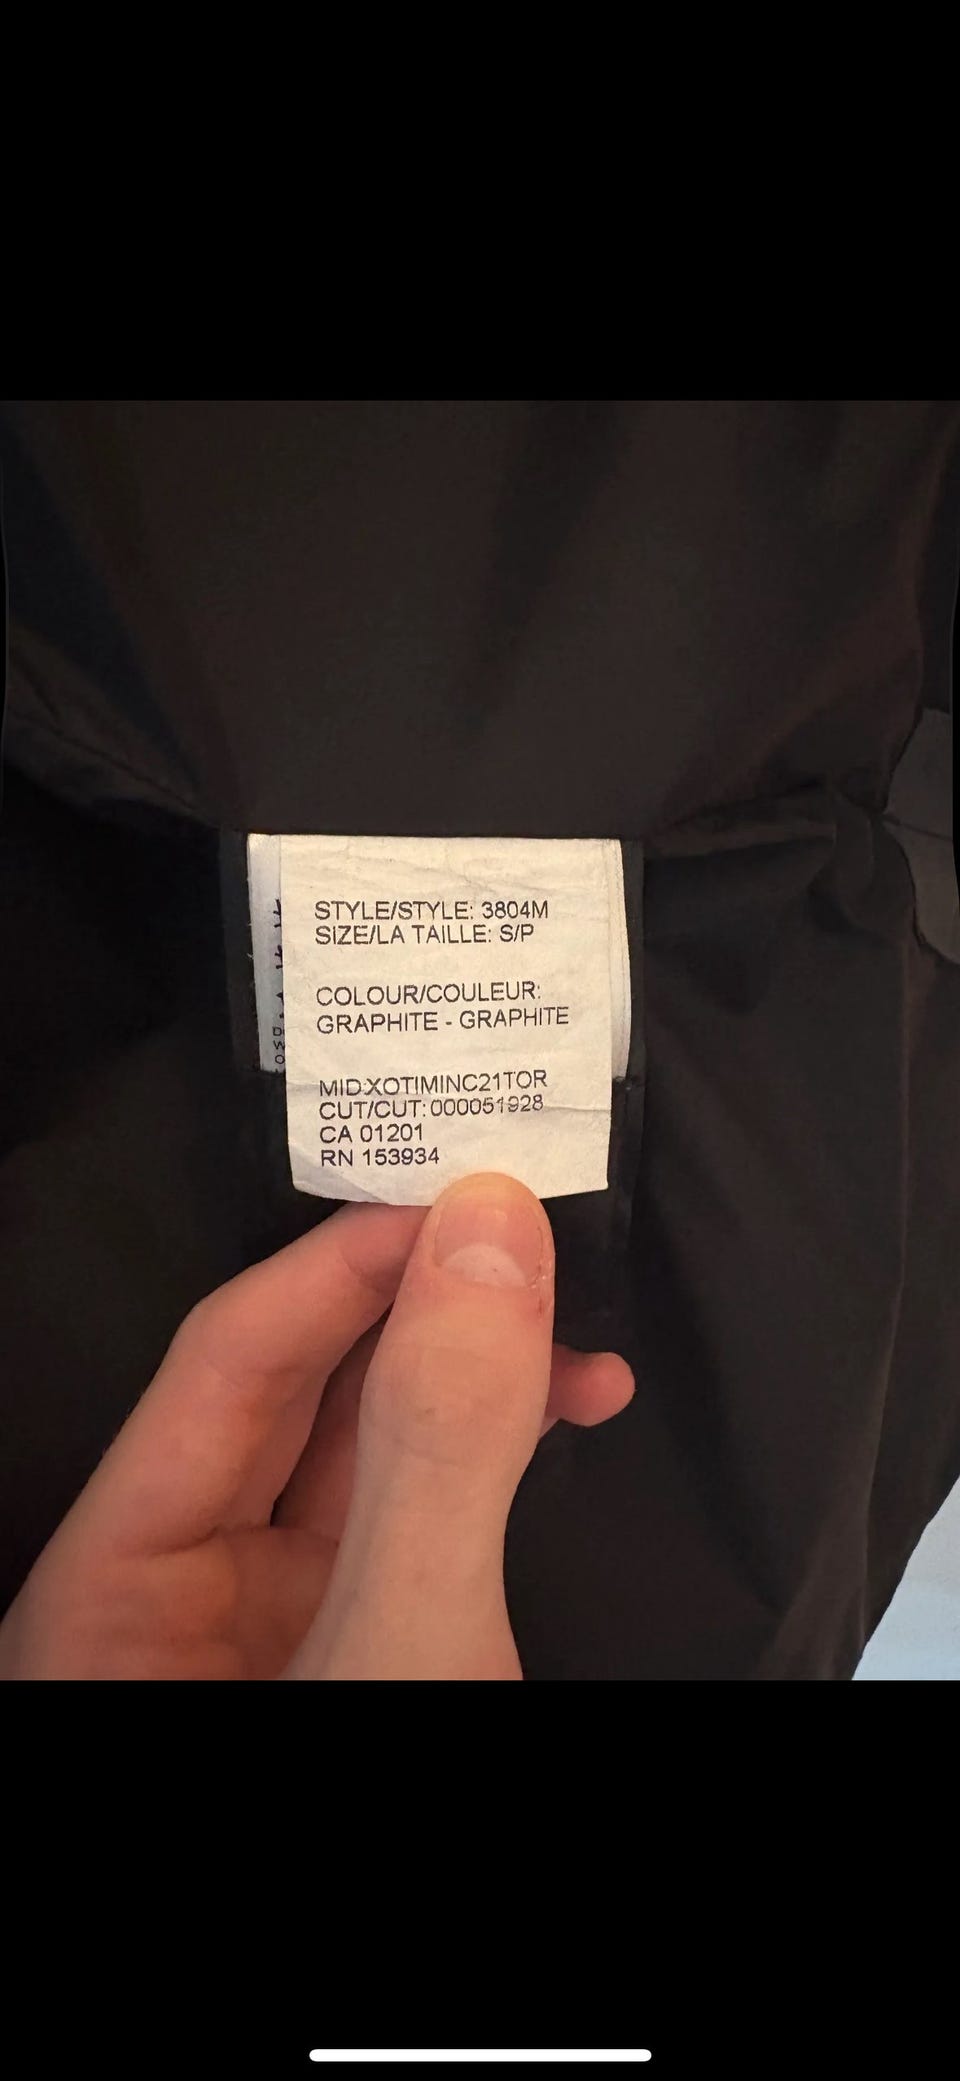 STYLE/STYLE: 3804M
SIZE/LA TAILLE: S/P
COLOUR/COULEUR:
GRAPHITE - GRAPHITE
MID:XOTIMINC21TOR
CUT/CUT: 000051928
CA 01201
RN 153934